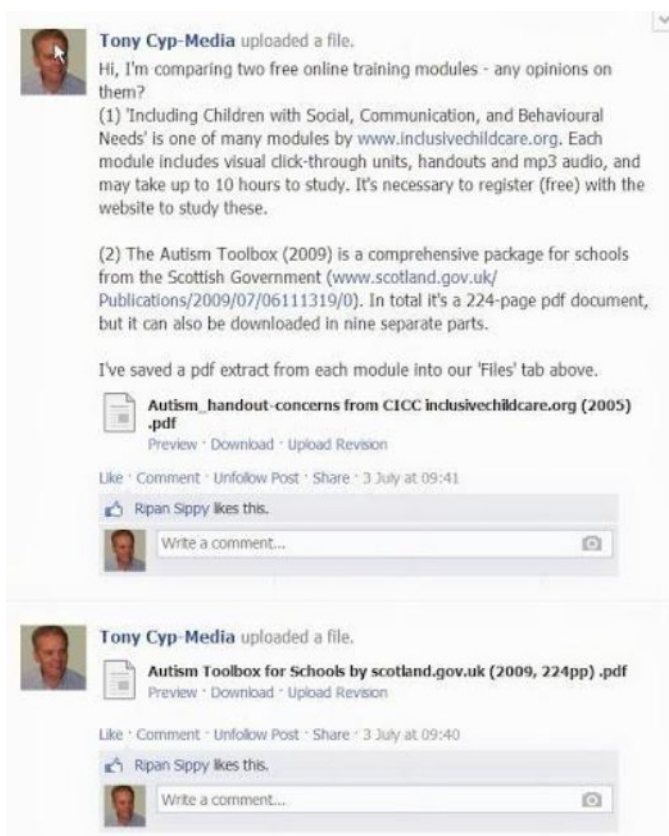 Tony Cyp-Media uploaded a file.
Hi, I'm comparing two free online training modules - any opinions on
them?
(1) 'Including Children with Social, Communication, and Behavioural
Needs' is one of many modules by www.inclusivechildcare.org. Each
module includes visual click-through units, handouts and mp3 audio, and
may take up to 10 hours to study. It's necessary to register (free) with the
website to study these.
(2) The Autism Toolbox (2009) is a comprehensive package for schools
from the Scottish Government (www.scotland.gov.uk/
Publications/2009/07/06111319/0). In total it's a 224-page pdf document,
but it can also be downloaded in nine separate parts.
I've saved a pdf extract from each module into our 'Files' tab above.
Autism_handout-concerns from CICC inclusivechildcare.org (2005)
.pdf
Preview · Download · Upload Revision
Like · Comment · Unfollow Post · Share · 3 July at 09:41
Ripan Sippy likes this.
Write a comment...
Tony Cyp-Media uploaded a file.
Autism Toolbox for Schools by scotland.gov.uk (2009, 224pp) .pdf
Preview · Download · Upload Revision
Like · Comment · Unfollow Post · Share · 3 July at 09:40
Ripan Sippy likes this.
Write a comment...